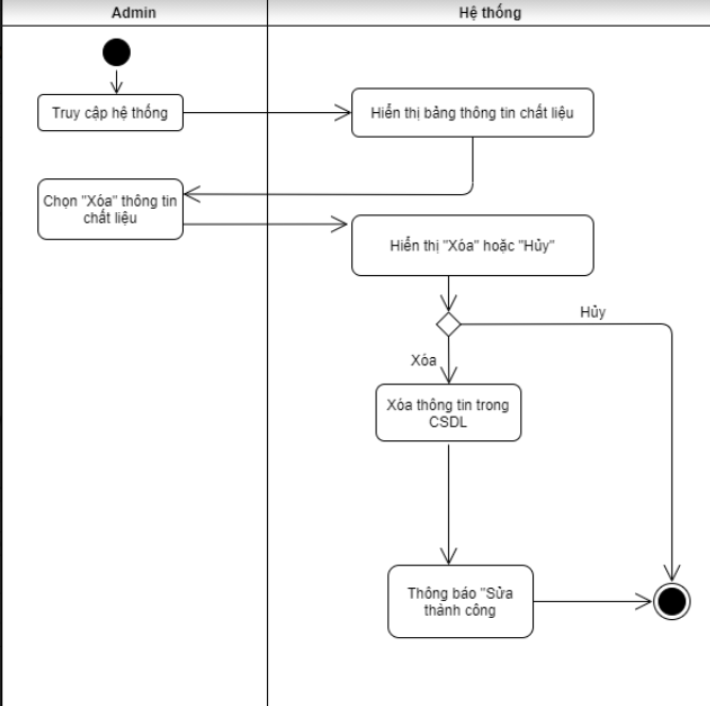 Admin
Hệ thống
Truy cập hệ thống
Hiển thị bảng thông tin chất liệu
Chọn "Xóa" thông tin
chất liệu
Hiển thị "Xóa" hoặc "Hủy"
Hủy
Xóa
Xóa thông tin trong
CSDL
Thông báo "Sửa
thành công